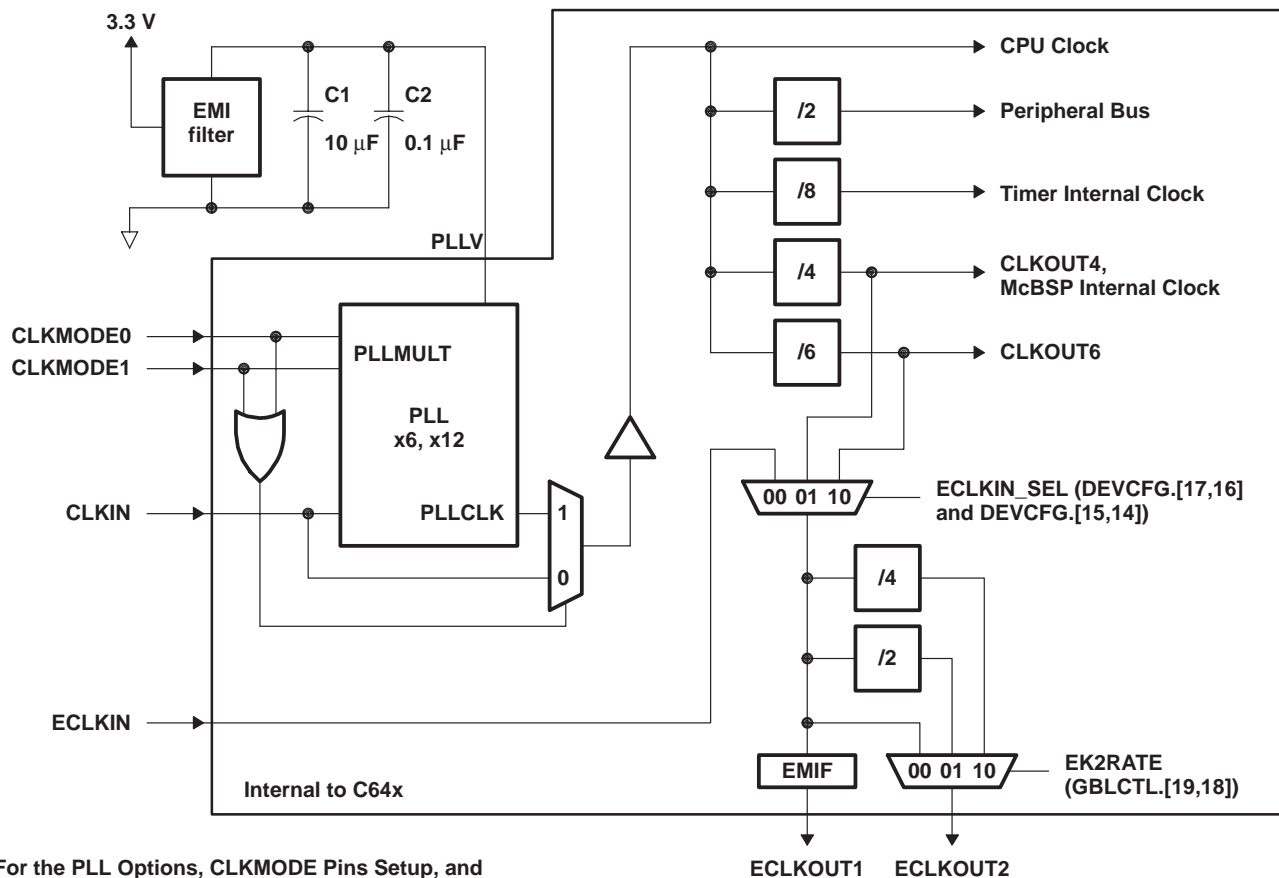 3.3 V
EMI
filter
C1
10 μF
C2
0.1 μF
CPU Clock
/2
Peripheral Bus
/8
Timer Internal Clock
/4
CLKOUT4,
McBSP Internal Clock
/6
CLKOUT6
PLLV
CLKMODE0
CLKMODE1
PLLMULT
PLL
x6, x12
CLKIN
PLLCLK
1
0
00 01 10
ECLKIN_SEL (DEVCFG.[17,16]
and DEVCFG.[15,14])
/4
/2
ECLKIN
EMIF
00 01 10
EK2RATE
(GBLCTL.[19,18])
Internal to C64x
ECLKOUT1
ECLKOUT2
For the PLL Options, CLKMODE Pins Setup, and